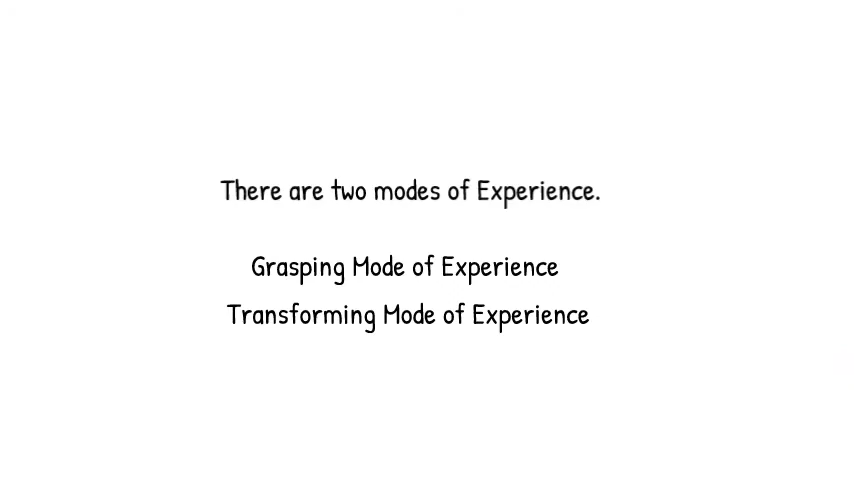 There are two modes of Experience.
Grasping Mode of Experience
Transforming Mode of Experience